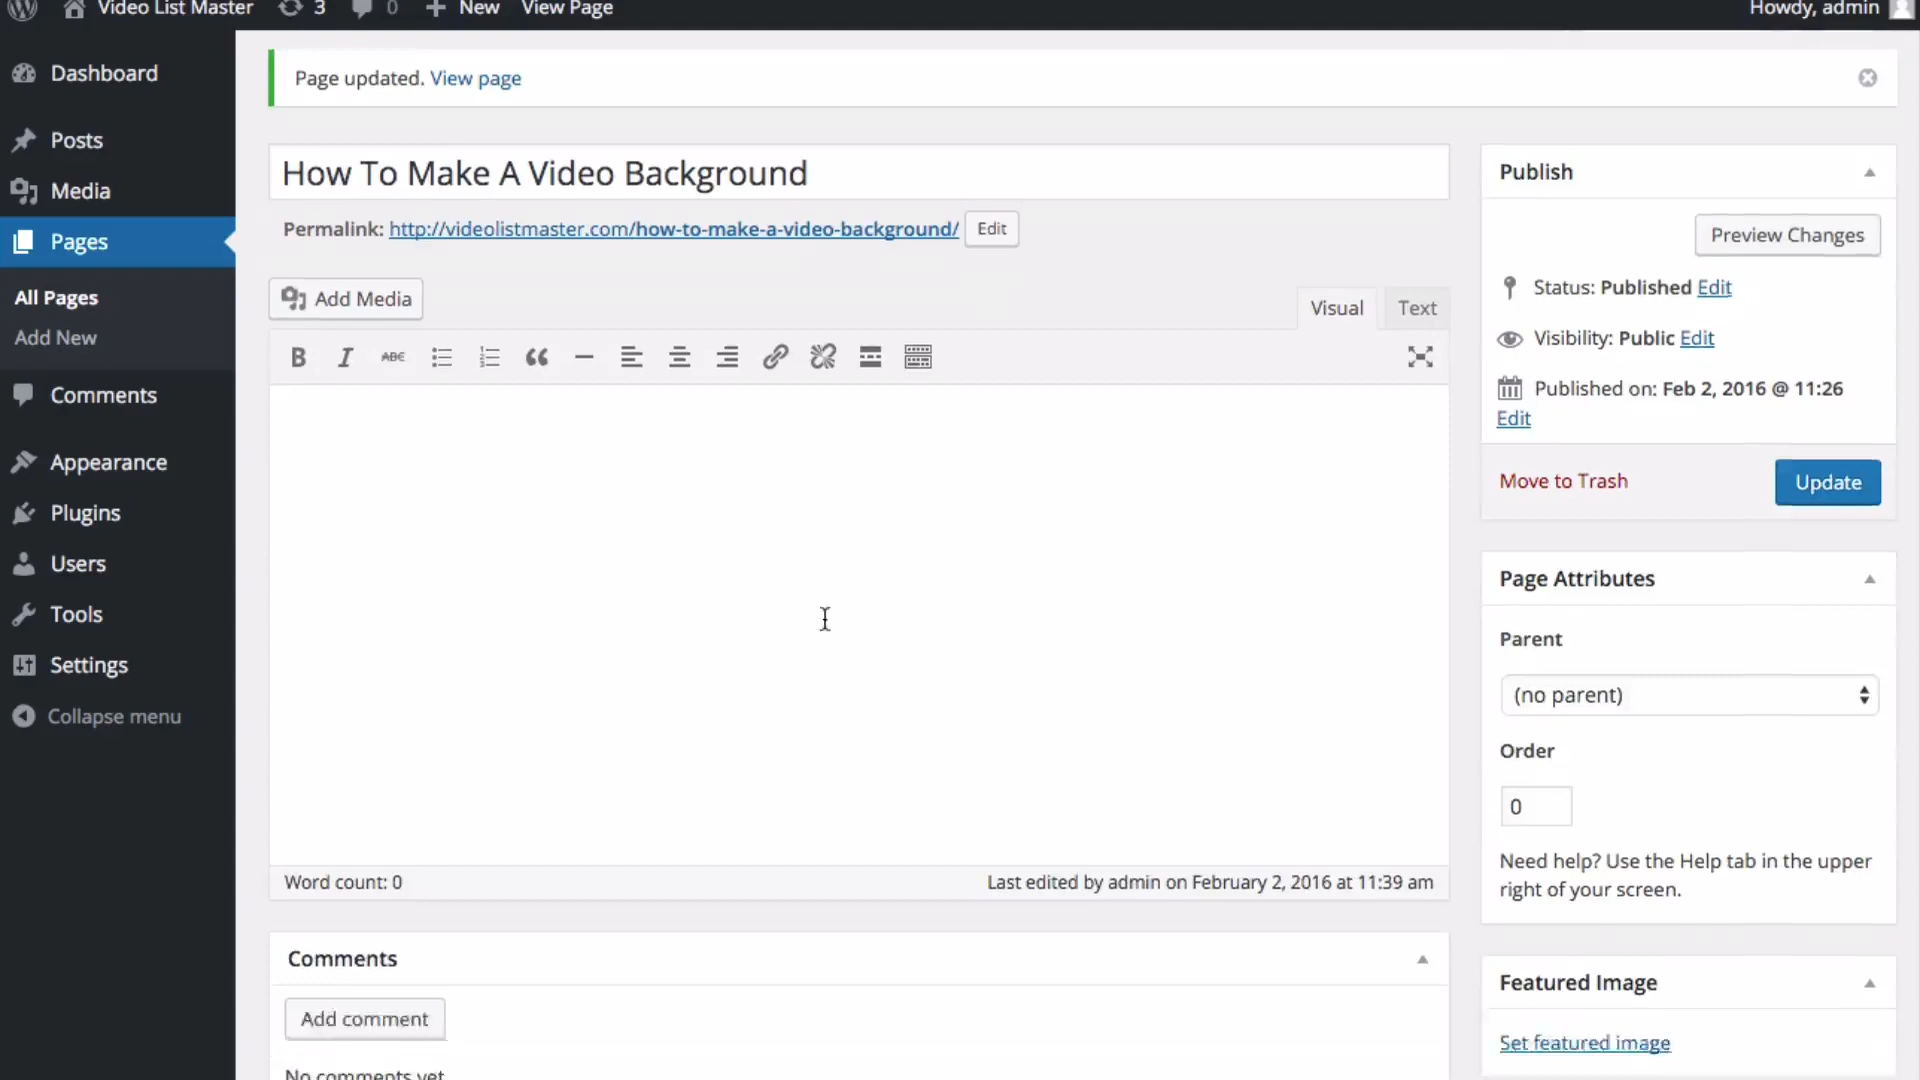 Video List Master 3 0 New View Page Howdy, admin
Dashboard
Posts
Media
Pages
All Pages
Add New
Comments
Appearance
Plugins
Users
Tools
Settings
Collapse menu
Page updated. View page
How To Make A Video Background
Permalink: http://videolistmaster.com/how-to-make-a-video-background/ Edit
Add Media
Visual Text
B I ABC
Word count: 0 Last edited by admin on February 2, 2016 at 11:39 am
Comments
Add comment
No comments yet
Publish
Preview Changes
Status: Published Edit
Visibility: Public Edit
Published on: Feb 2, 2016 @ 11:26
Edit
Move to Trash Update
Page Attributes
Parent
(no parent)
Order
0
Need help? Use the Help tab in the upper
right of your screen.
Featured Image
Set featured image